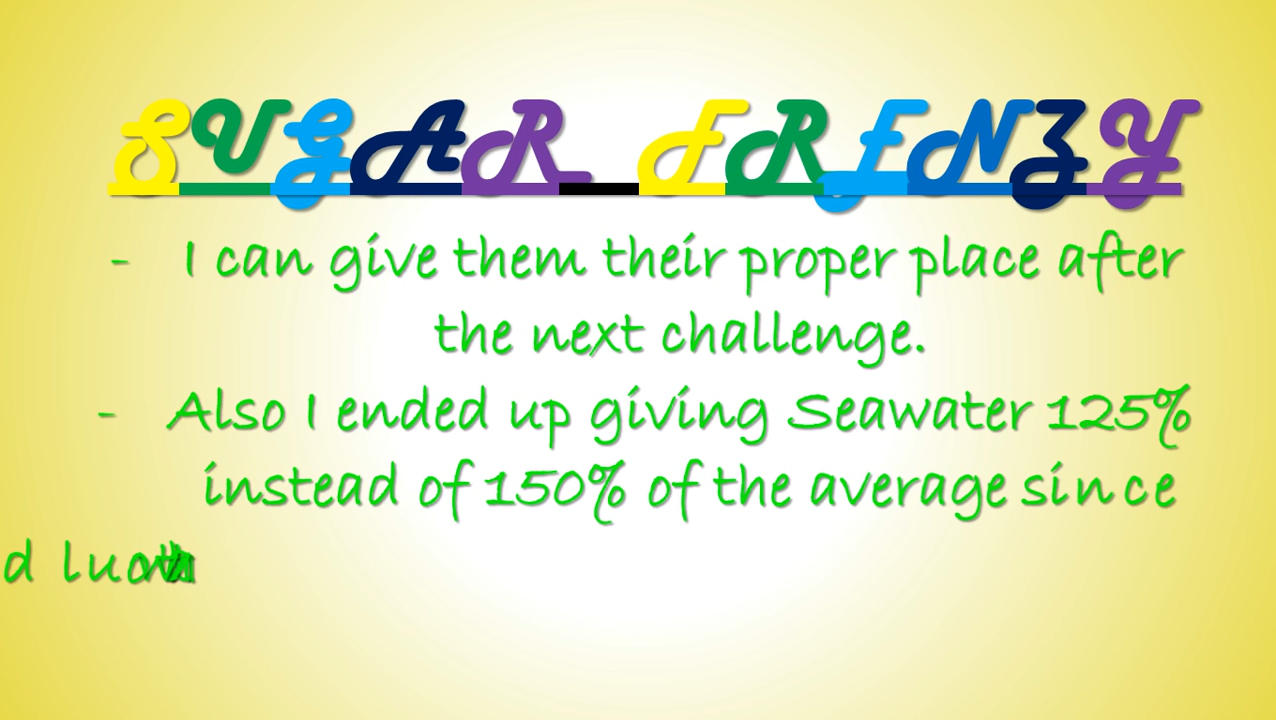 SUGAR FRENZY
- I can give them their proper place after
the next challenge.
- Also I ended up giving Seawater 125%
instead of 150% of the average since